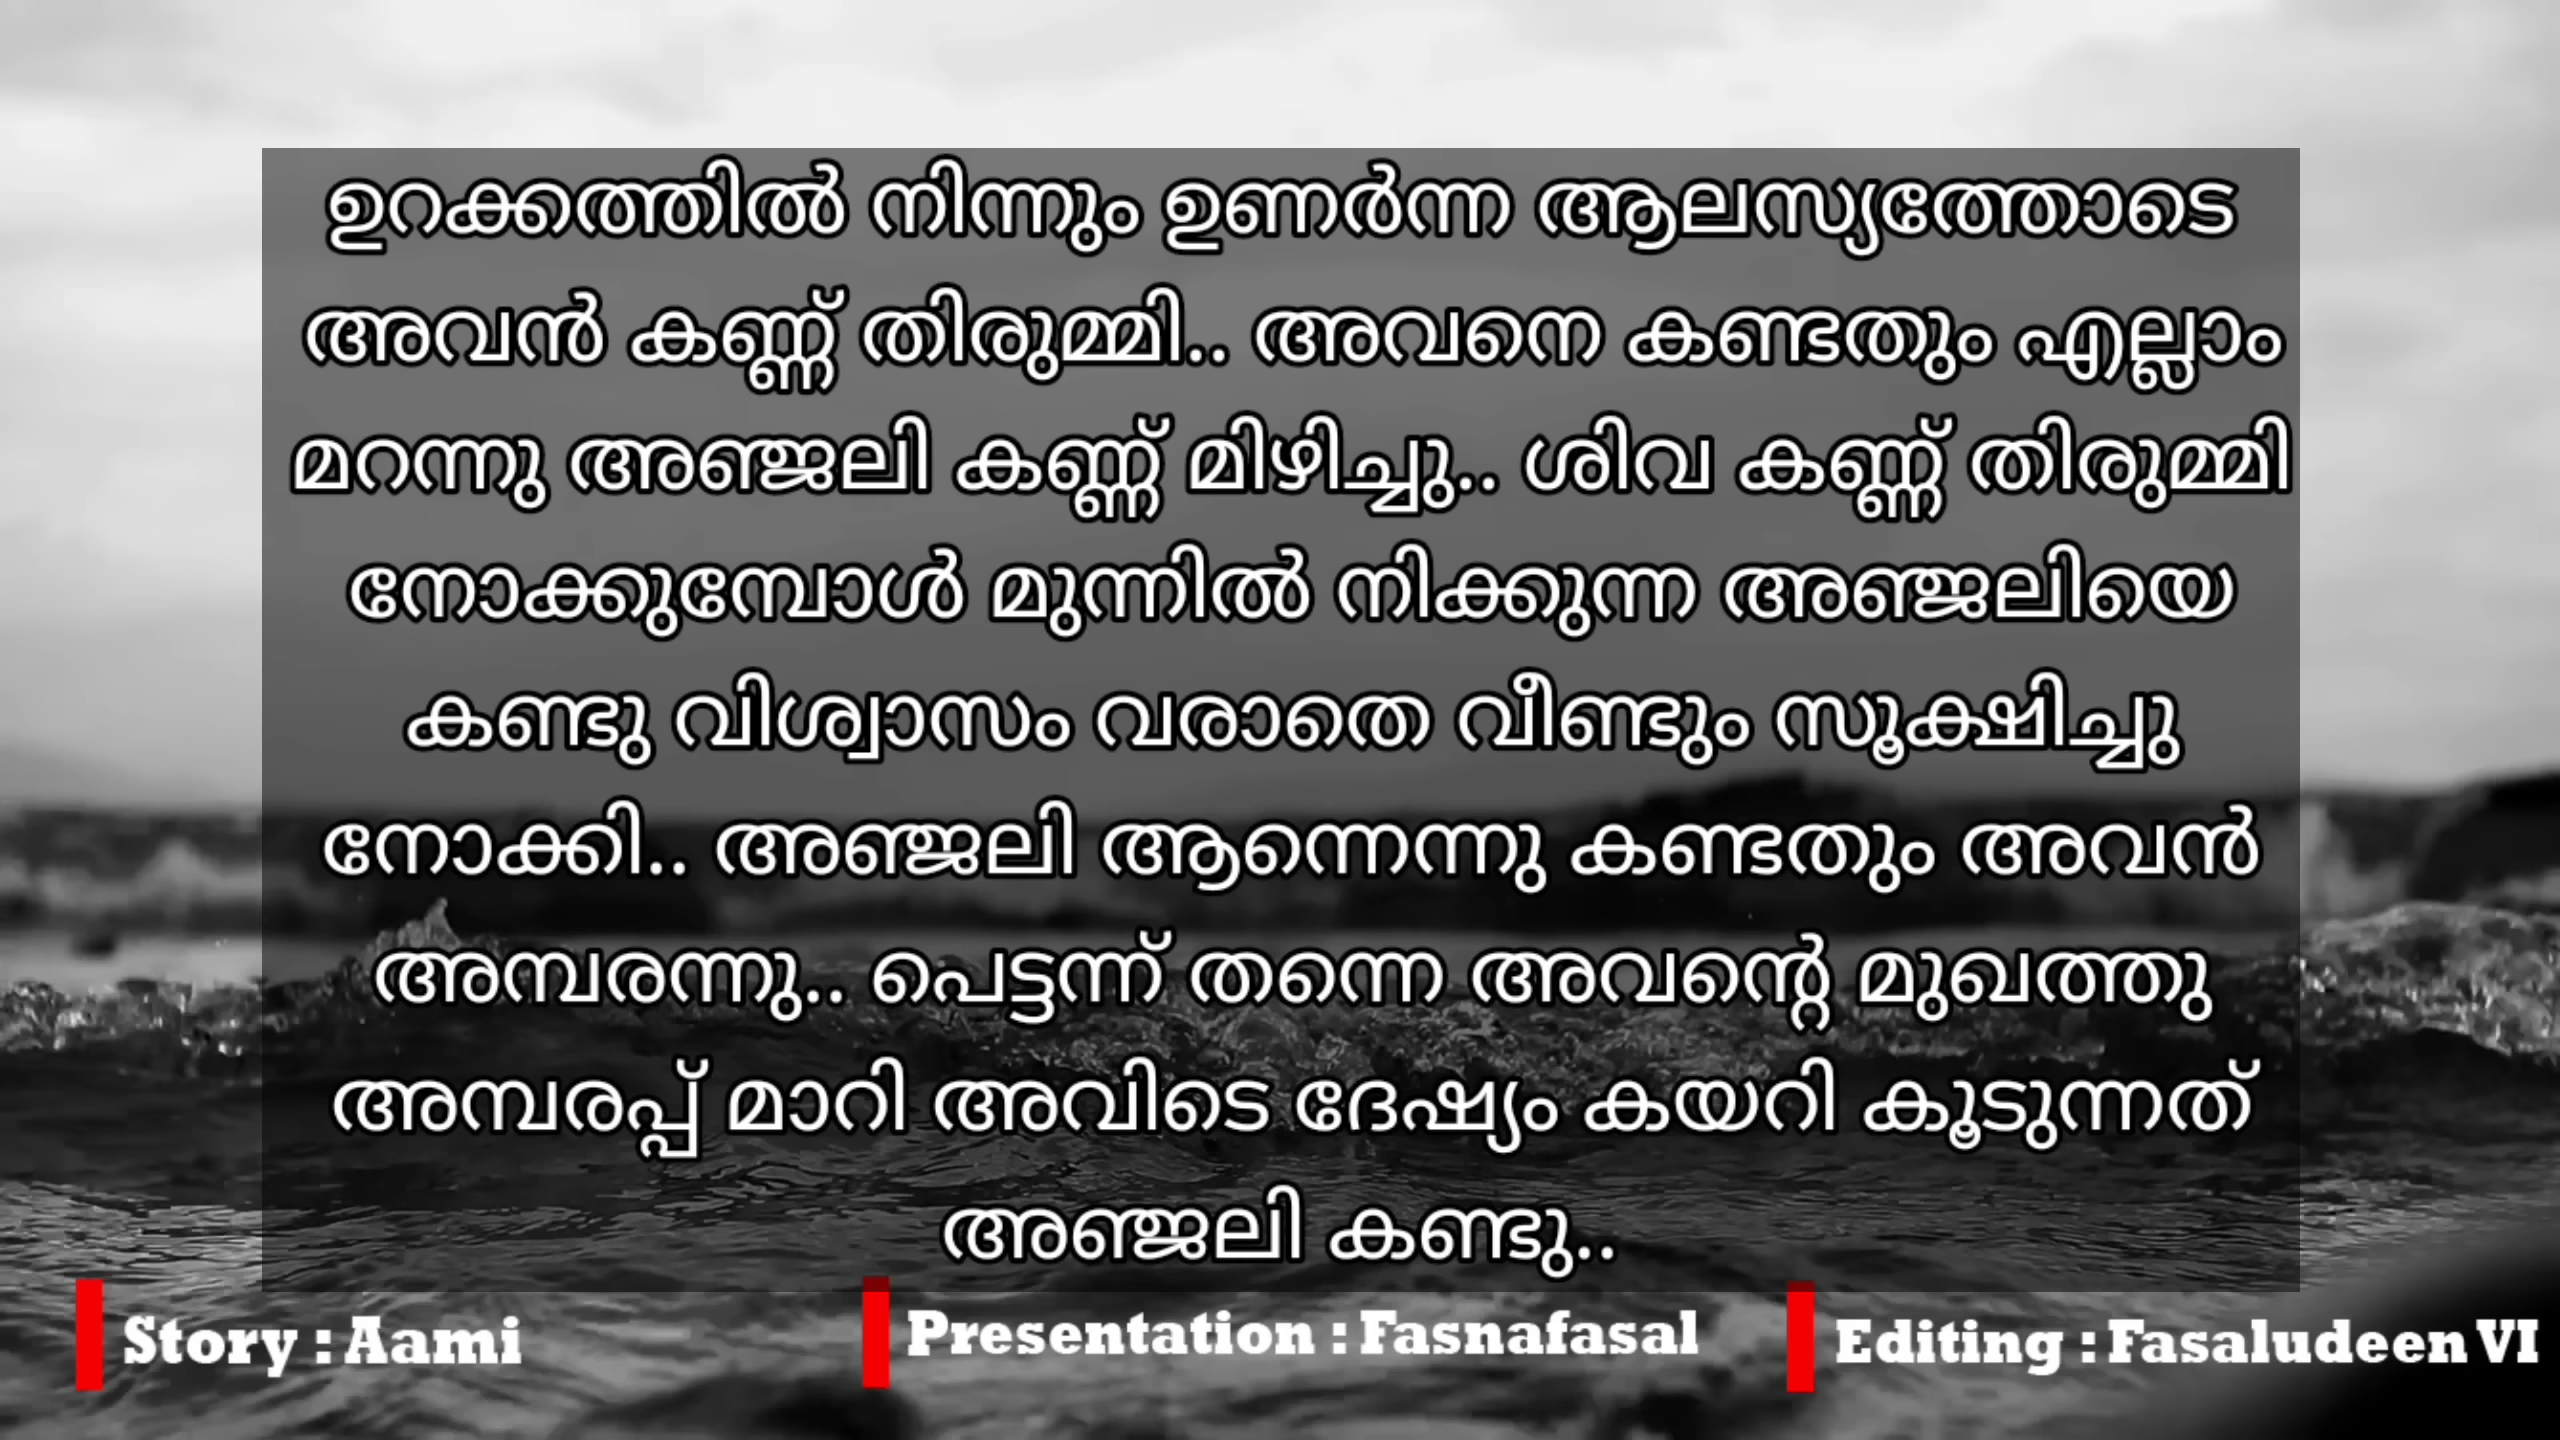 ഉറക്കത്തിൽ നിന്നും ഉണർന്ന ആലസ്യത്തോടെ
അവൻ കണ്ണ് തിരുമ്മി.. അവനെ കണ്ടതും എല്ലാം
മറന്നു അഞ്ജലി കണ്ണ് മിഴിച്ചു.. ശിവ കണ്ണ് തിരുമ്മി
നോക്കുമ്പോൾ മുന്നിൽ നിക്കുന്ന അഞ്ജലിയെ
കണ്ടു വിശ്വാസം വരാതെ വീണ്ടും സൂക്ഷിച്ചു
നോക്കി.. അഞ്ജലി ആന്നെന്നു കണ്ടതും അവൻ
അമ്പരന്നു.. പെട്ടന്ന് തന്നെ അവന്റെ മുഖത്തു
അമ്പരപ്പ് മാറി അവിടെ ദേഷ്യം കയറി കൂടുന്നത്
അഞ്ജലി കണ്ടു..
Story : Aami
Presentation : Fasnafasal
Editing : Fasaludeen VI